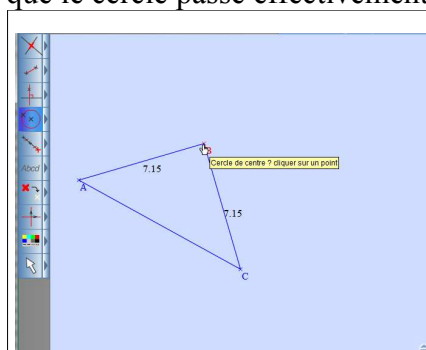 que le cercle passe effectivement
Abcd
B
Cercle de centre ? cliquer sur un point
7.15
A
7.15
C